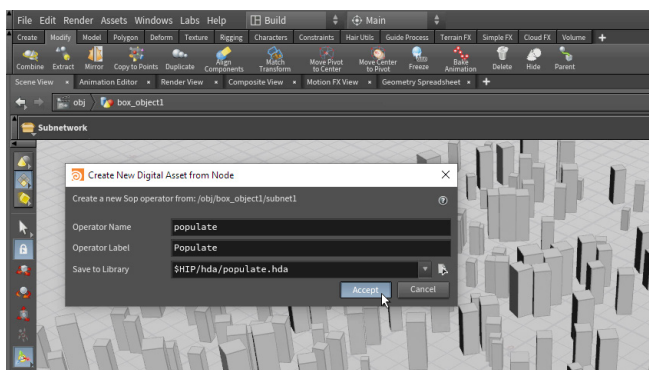 File Edit Render Assets Windows Labs Help Build Main
Create Modify Model Polygon Deform Texture Rigging Characters Constraints Hair Utils Guide Process Terrain FX Simple FX Cloud FX Volume +
Combine Extract Mirror Copy to Points Duplicate Align Components Match Transform Move Pivot to Center Move Center to Pivot Freeze Bake Animation Delete Hide Parent
Scene View Animation Editor Render View Composite View Motion FX View Geometry Spreadsheet +
obj box_object1
Subnetwork
Create New Digital Asset from Node
Create a new Sop operator from: /obj/box_object1/subnet1
Operator Name populate
Operator Label Populate
Save to Library $HIP/hda/populate.hda
Accept Cancel